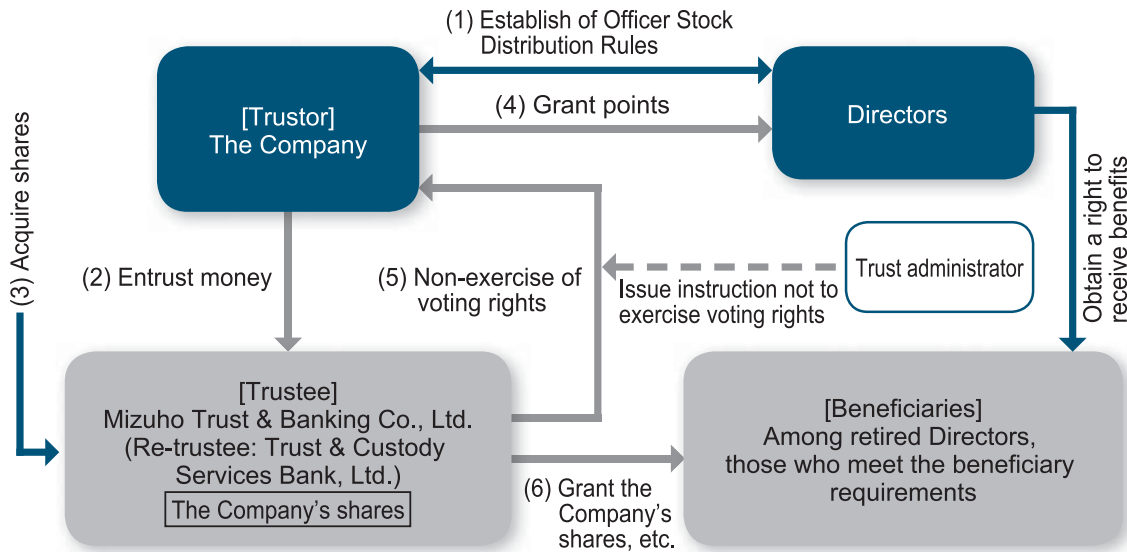 (1) Establish of Officer Stock
Distribution Rules
[Trustor]
The Company
(4) Grant points
Directors
(3) Acquire shares
(2) Entrust money
(5) Non-exercise of
voting rights
Issue instruction not to
exercise voting rights
Trust administrator
Obtain a right to
receive benefits
[Trustee]
Mizuho Trust & Banking Co., Ltd.
(Re-trustee: Trust & Custody
Services Bank, Ltd.)
The Company's shares
(6) Grant the
Company's
shares, etc.
[Beneficiaries]
Among retired Directors,
those who meet the beneficiary
requirements